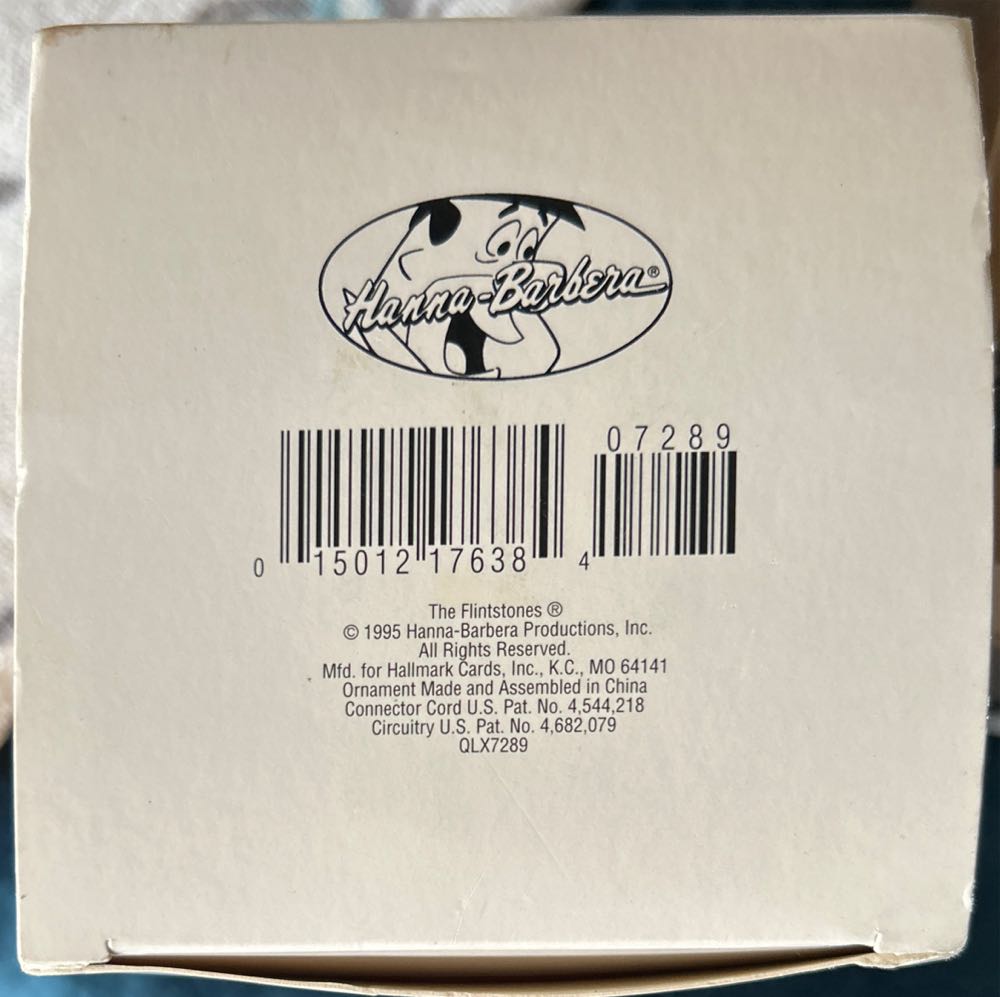 Hanna-Barbera®
07289
0 15012 17638 4
The Flintstones ®
© 1995 Hanna-Barbera Productions, Inc.
All Rights Reserved.
Mfd. for Hallmark Cards, Inc., K.C., MO 64141
Ornament Made and Assembled in China
Connector Cord U.S. Pat. No. 4,544,218
Circuitry U.S. Pat. No. 4,682,079
QLX7289